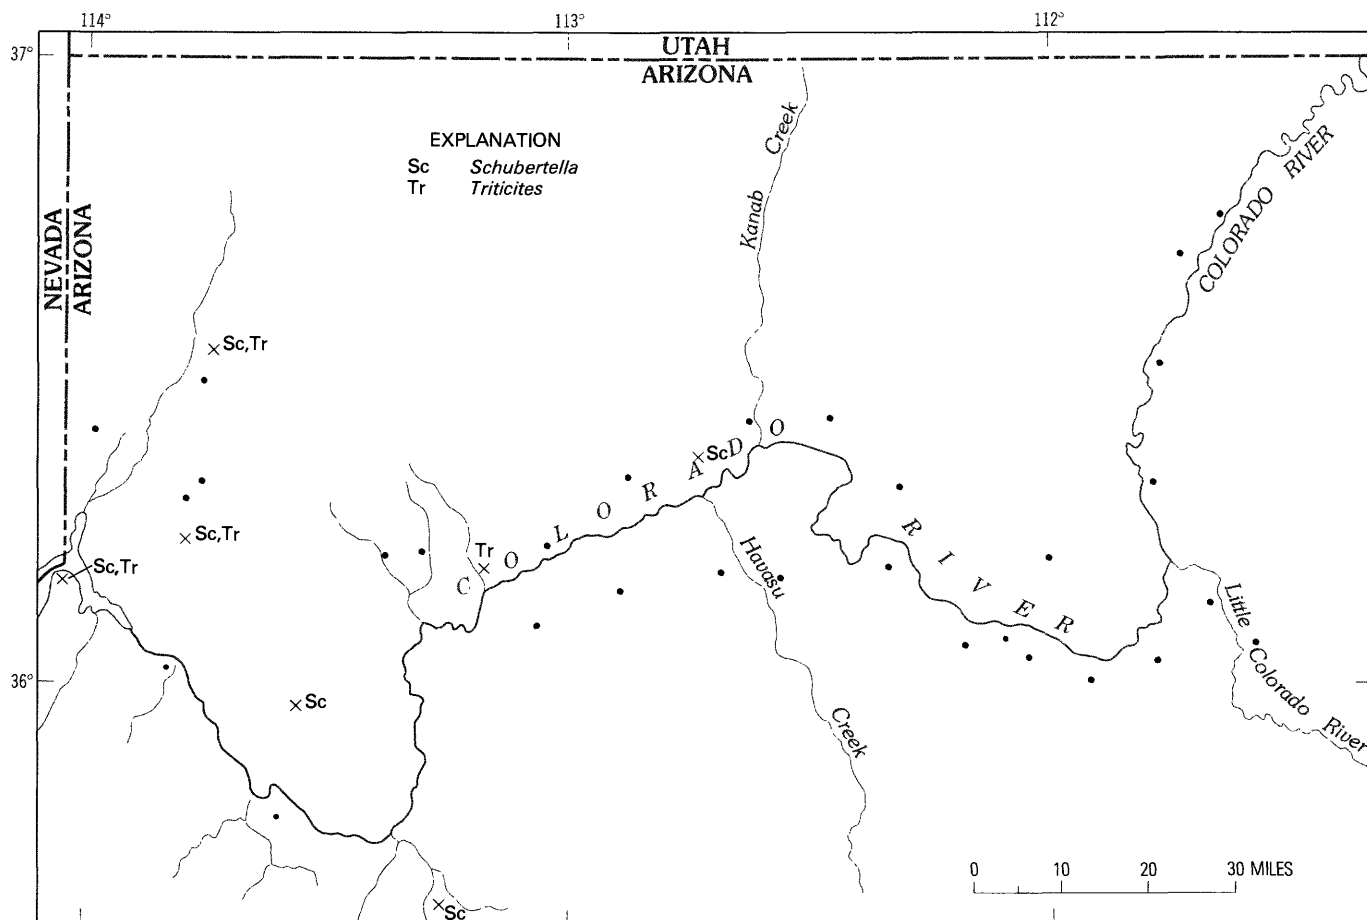 114°
113°
112°
37°
UTAH
ARIZONA
NEVADA
ARIZONA
EXPLANATION
Sc Schubertella
Tr Triticites
Kanab Creek
COLORADO RIVER
Sc,Tr
Sc
Sc,Tr
Sc,Tr
Tr
COLORADO RIVER
Havasu Creek
Little Colorado River
36°
Sc
Sc
0 10 20 30 MILES